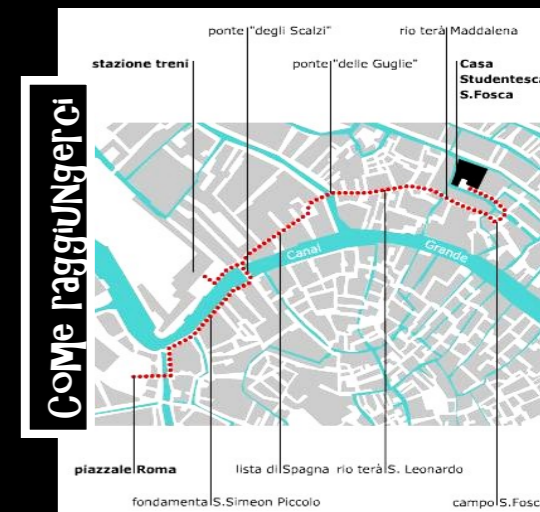 ponte "degli Scalzi"
rio terà Maddalena
stazione treni
ponte "delle Guglie"
Casa
Studentesca
S.Fosca
COMe raggiUNgerci
Canal
Grande
piazzale Roma
lista di Spagna
rio terà S. Leonardo
fondamenta S.Simeon Piccolo
campo S.Fosc